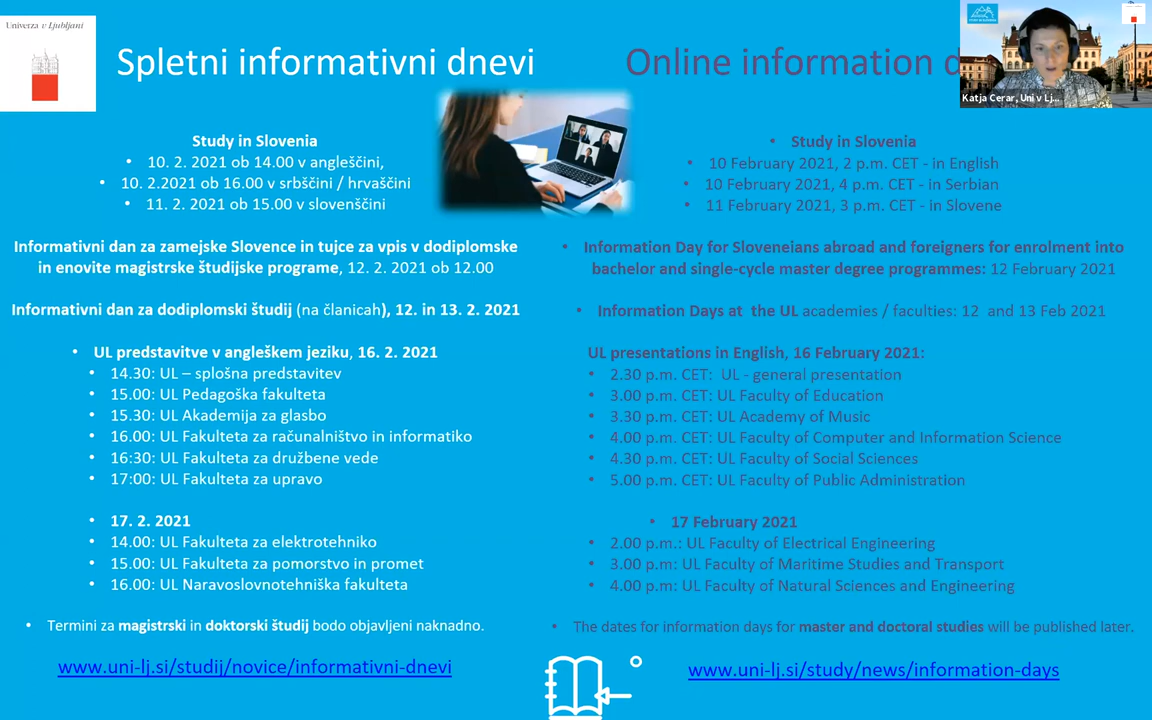 Univerza v Ljubljani
Spletni informativni dnevi
Study in Slovenia
• 10. 2. 2021 ob 14.00 v angleščini,
• 10. 2.2021 ob 16.00 v srbščini / hrvaščini
• 11. 2. 2021 ob 15.00 v slovenščini
Informativni dan za zamejske Slovence in tujce za vpis v dodiplomske
in enovite magistrske študijske programe, 12. 2. 2021 ob 12.00
Informativni dan za dodiplomski študij (na članicah), 12. in 13. 2. 2021
• UL predstavitve v angleškem jeziku, 16. 2. 2021
• 14.30: UL – splošna predstavitev
• 15.00: UL Pedagoška fakulteta
• 15.30: UL Akademija za glasbo
• 16.00: UL Fakulteta za računalništvo in informatiko
• 16:30: UL Fakulteta za družbene vede
• 17:00: UL Fakulteta za upravo
• 17. 2. 2021
• 14.00: UL Fakulteta za elektrotehniko
• 15.00: UL Fakulteta za pomorstvo in promet
• 16.00: UL Naravoslovnotehniška fakulteta
• Termini za magistrski in doktorski študij bodo objavljeni naknadno.
www.uni-lj.si/studij/novice/informativni-dnevi
Online information d
Katja Cerar, Uni v Lj...
• Study in Slovenia
• 10 February 2021, 2 p.m. CET - in English
• 10 February 2021, 4 p.m. CET - in Serbian
• 11 February 2021, 3 p.m. CET - in Slovene
• Information Day for Sloveneians abroad and foreigners for enrolment into
bachelor and single-cycle master degree programmes: 12 February 2021
• Information Days at the UL academies / faculties: 12 and 13 Feb 2021
UL presentations in English, 16 February 2021:
• 2.30 p.m. CET: UL - general presentation
• 3.00 p.m. CET: UL Faculty of Education
• 3.30 p.m. CET: UL Academy of Music
• 4.00 p.m. CET: UL Faculty of Computer and Information Science
• 4.30 p.m. CET: UL Faculty of Social Sciences
• 5.00 p.m. CET: UL Faculty of Public Administration
• 17 February 2021
• 2.00 p.m.: UL Faculty of Electrical Engineering
• 3.00 p.m: UL Faculty of Maritime Studies and Transport
• 4.00 p.m: UL Faculty of Natural Sciences and Engineering
• The dates for information days for master and doctoral studies will be published later.
www.uni-lj.si/study/news/information-days